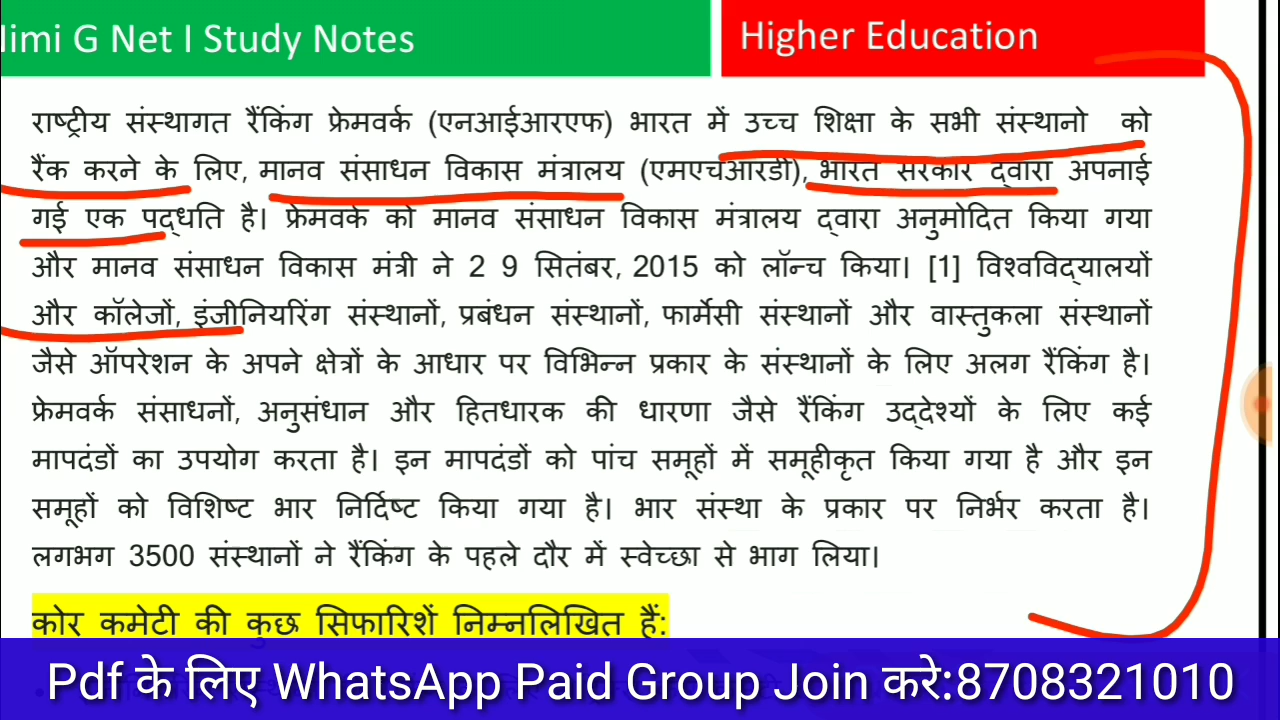 Nimi G Net I Study Notes
Higher Education
राष्ट्रीय संस्थागत रैंकिंग फ्रेमवर्क (एनआईआरएफ) भारत में उच्च शिक्षा के सभी संस्थानो को
रैंक करने के लिए, मानव संसाधन विकास मंत्रालय (एमएचआरडी), भारत सरकार द्वारा अपनाई
गई एक पद्धति है। फ्रेमवर्क को मानव संसाधन विकास मंत्रालय द्वारा अनुमोदित किया गया
और मानव संसाधन विकास मंत्री ने 2 9 सितंबर, 2015 को लॉन्च किया। [1] विश्वविद्यालयों
और कॉलेजों, इंजीनियरिंग संस्थानों, प्रबंधन संस्थानों, फार्मेसी संस्थानों और वास्तुकला संस्थानों
जैसे ऑपरेशन के अपने क्षेत्रों के आधार पर विभिन्न प्रकार के संस्थानों के लिए अलग रैंकिंग है।
फ्रेमवर्क संसाधनों, अनुसंधान और हितधारक की धारणा जैसे रैंकिंग उद्देश्यों के लिए कई
मापदंडों का उपयोग करता है। इन मापदंडों को पांच समूहों में समूहीकृत किया गया है और इन
समूहों को विशिष्ट भार निर्दिष्ट किया गया है। भार संस्था के प्रकार पर निर्भर करता है।
लगभग 3500 संस्थानों ने रैंकिंग के पहले दौर में स्वेच्छा से भाग लिया।
कोर कमेटी की कुछ सिफारिशें निम्नलिखित हैं:
Pdf के लिए WhatsApp Paid Group Join करे:8708321010